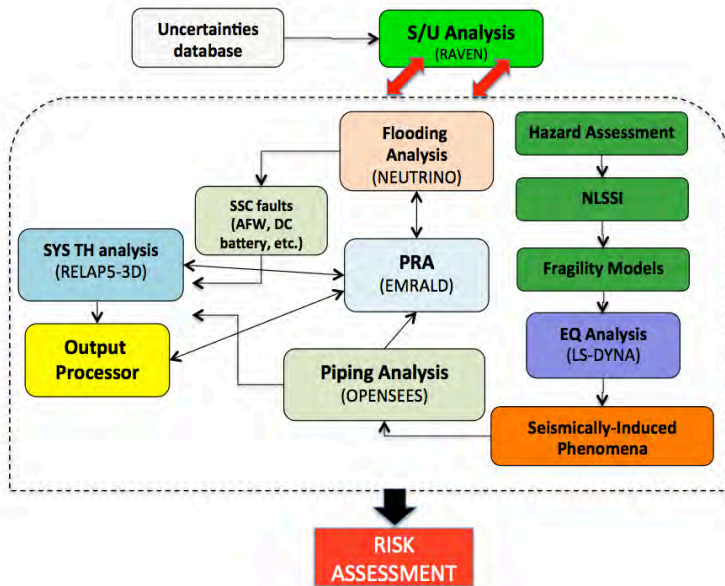 Uncertainties
database
S/U Analysis
(RAVEN)
Flooding
Analysis
(NEUTRINO)
Hazard Assessment
SSC faults
(AFW, DC
battery, etc.)
NLSSI
SYS TH analysis
(RELAP5-3D)
PRA
(EMRALD)
Fragility Models
Output
Processor
EQ Analysis
(LS-DYNA)
Piping Analysis
(OPENSEES)
Seismically-Induced
Phenomena
RISK
ASSESSMENT